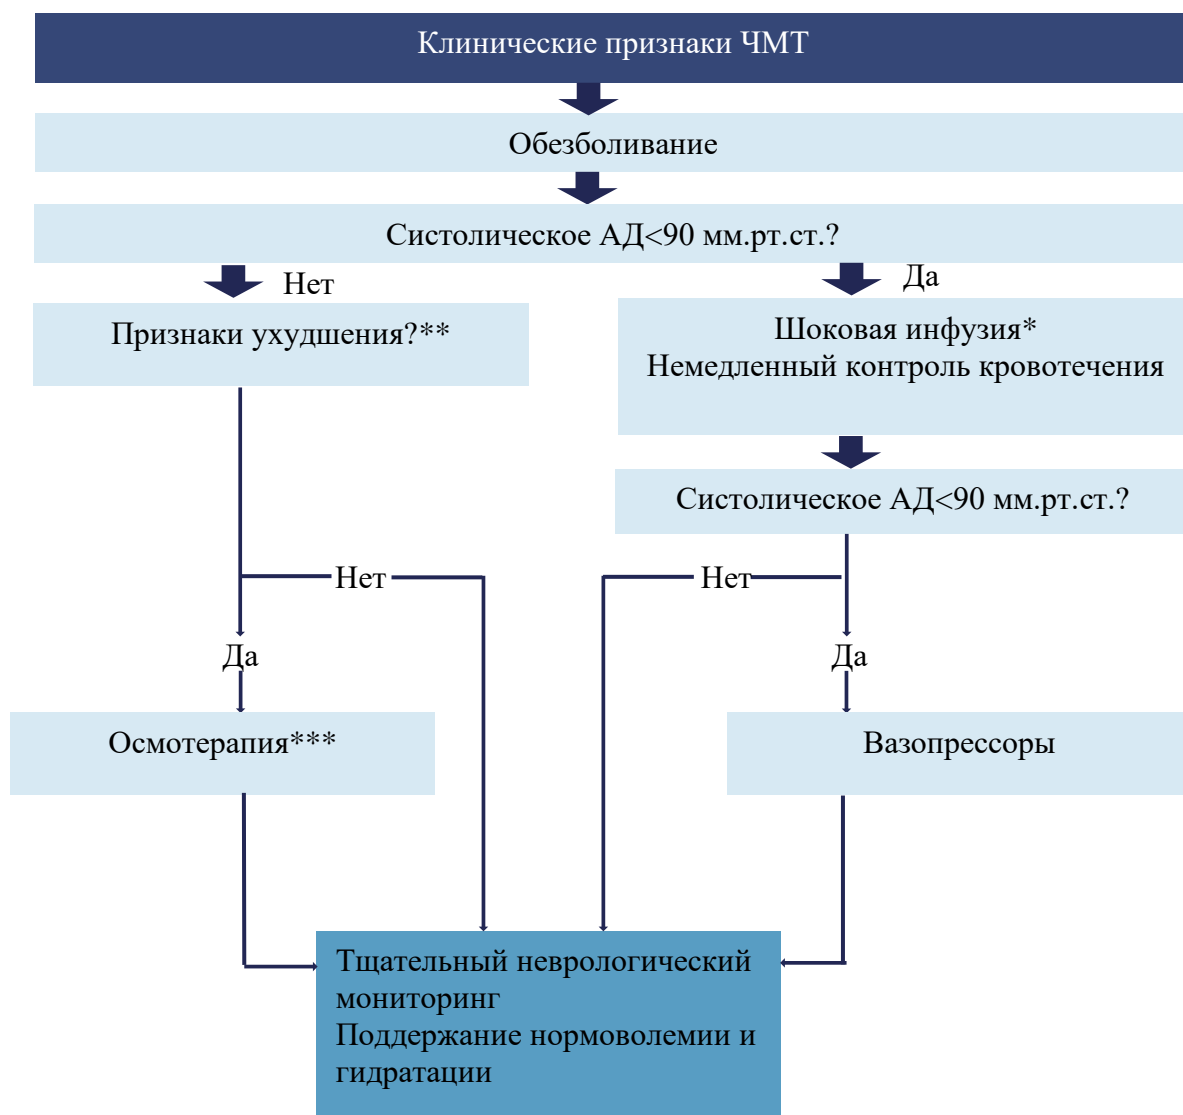 Клинические признаки ЧМТ
Обезболивание
Систолическое АД<90 мм.рт.ст.?
Нет
Да
Признаки ухудшения?**
Шоковая инфузия*
Немедленный контроль кровотечения
Систолическое АД<90 мм.рт.ст.?
Нет
Нет
Да
Да
Осмотерапия***
Вазопрессоры
Тщательный неврологический
мониторинг
Поддержание нормоволемии и
гидратации